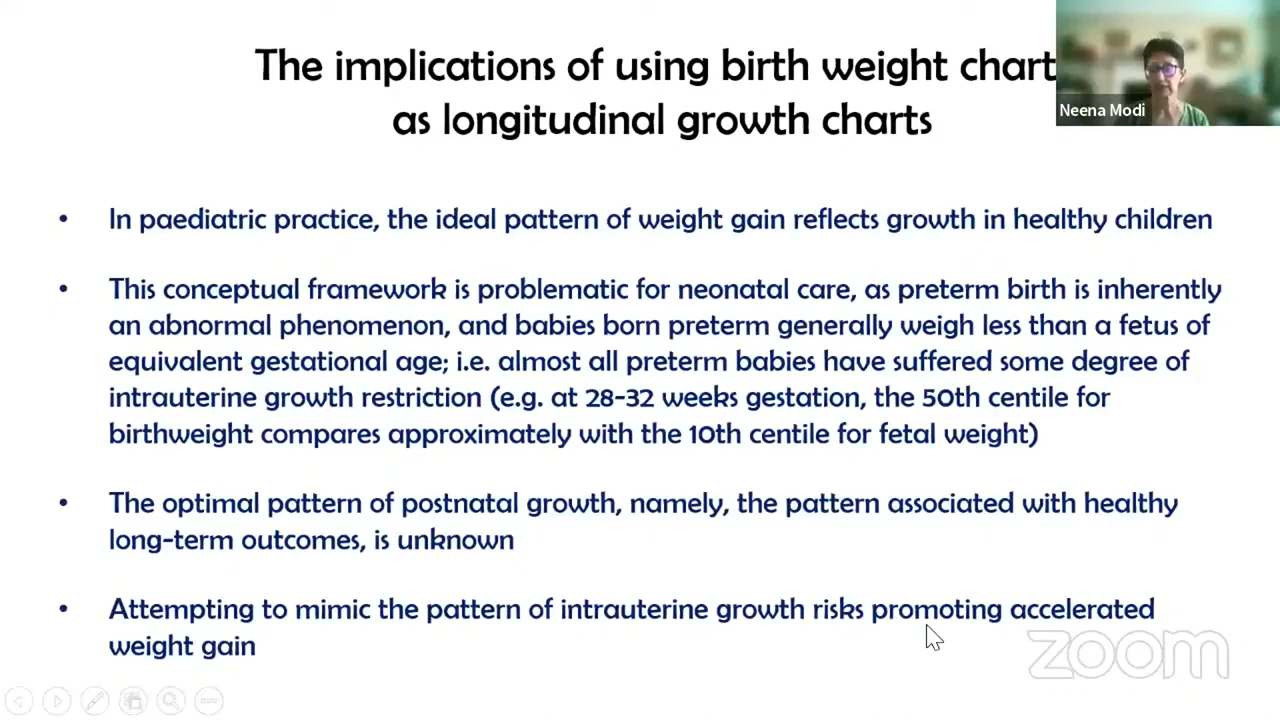 The implications of using birth weight chart
as longitudinal growth charts
Neena Modi
• In paediatric practice, the ideal pattern of weight gain reflects growth in healthy children
• This conceptual framework is problematic for neonatal care, as preterm birth is inherently
an abnormal phenomenon, and babies born preterm generally weigh less than a fetus of
equivalent gestational age; i.e. almost all preterm babies have suffered some degree of
intrauterine growth restriction (e.g. at 28-32 weeks gestation, the 50th centile for
birthweight compares approximately with the 10th centile for fetal weight)
• The optimal pattern of postnatal growth, namely, the pattern associated with healthy
long-term outcomes, is unknown
• Attempting to mimic the pattern of intrauterine growth risks promoting accelerated
weight gain
zoom